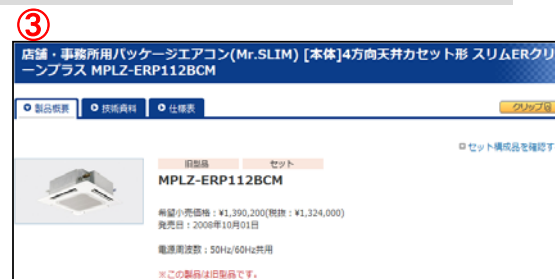 ③
店舗・事務所用パッケージエアコン(Mr.SLIM) [本体]4方向天井カセット形 スリムERクリ
ーンプラス MPLZ-ERP112BCM
製品概要 技術資料 仕様表
クリップ
セット構成品を確認す
旧製品 セット
MPLZ-ERP112BCM
希望小売価格：¥1,390,200(税抜：¥1,324,000)
発売日：2008年10月01日
電源周波数：50Hz/60Hz共用
※この製品は旧型品です。